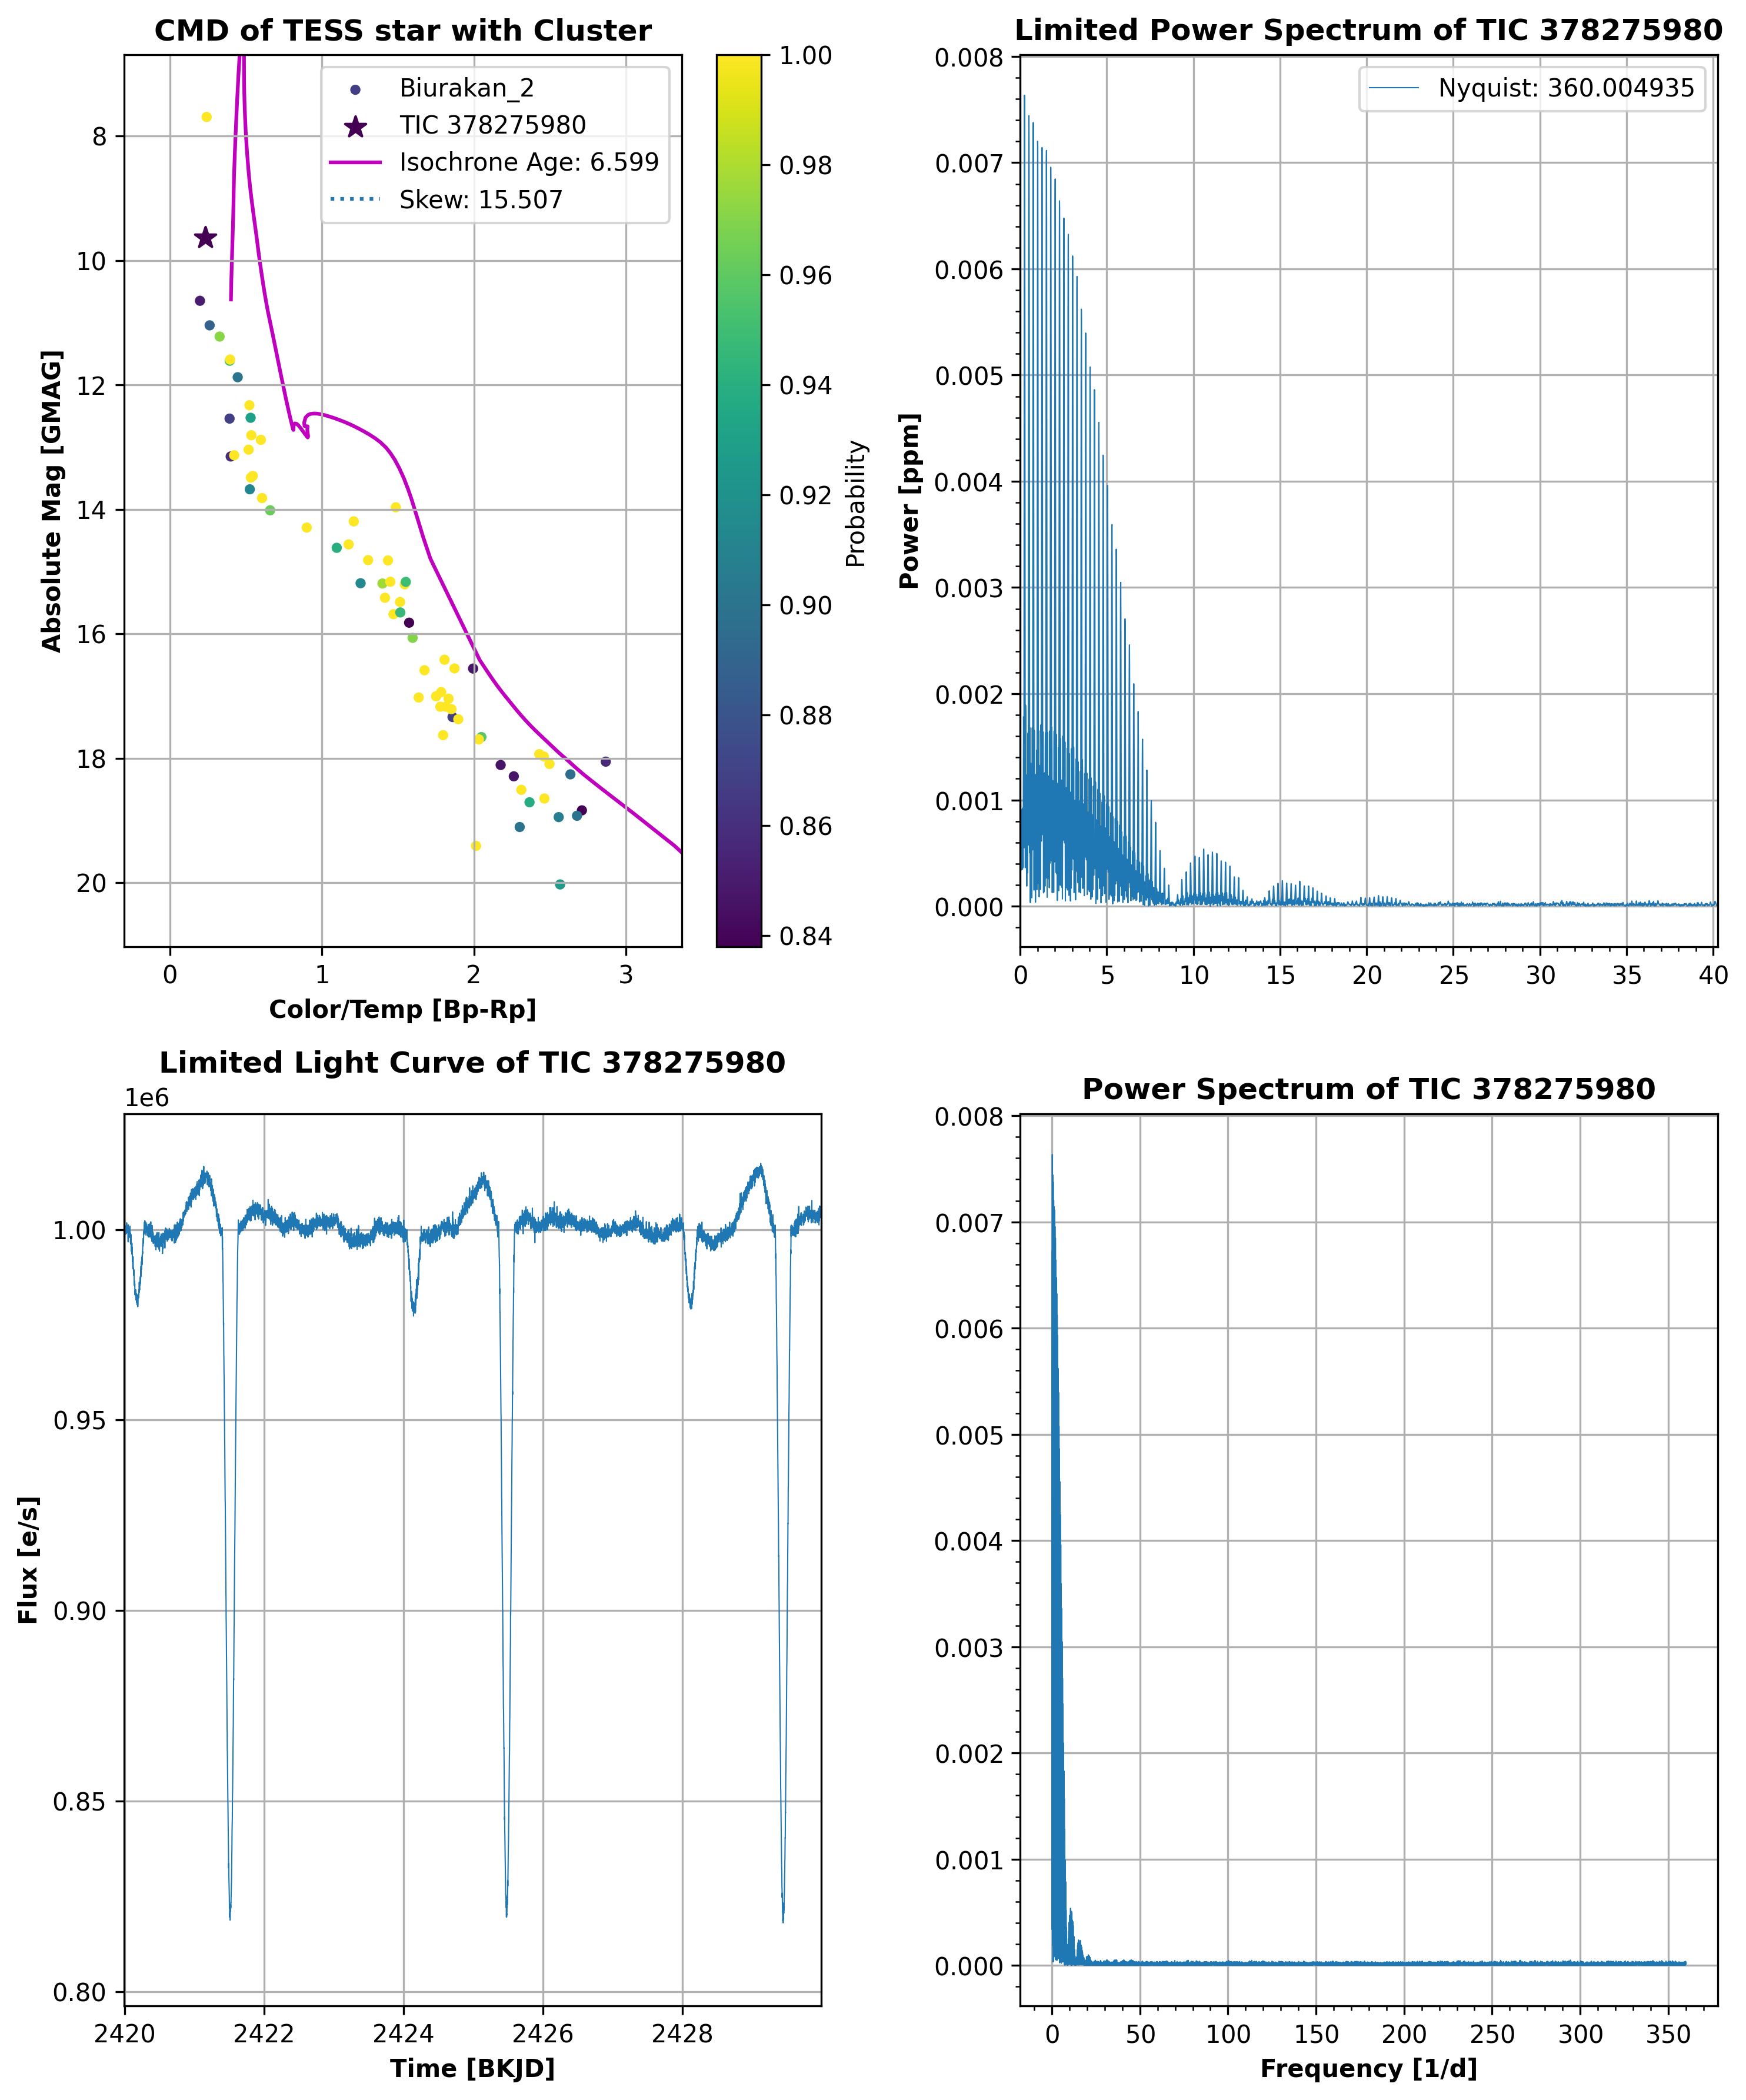 CMD of TESS star with Cluster
Biurakan_2
TIC 378275980
Isochrone Age: 6.599
Skew: 15.507
8
10
12
14
16
18
20
Absolute Mag [GMAG]
0 1 2 3
Color/Temp [Bp-Rp]
1.00
0.98
0.96
0.94
0.92
0.90
0.88
0.86
0.84
Probability
Limited Power Spectrum of TIC 378275980
Nyquist: 360.004935
0.008
0.007
0.006
0.005
0.004
0.003
0.002
0.001
0.000
Power [ppm]
0 5 10 15 20 25 30 35 40
Limited Light Curve of TIC 378275980
1e6
1.00
0.95
0.90
0.85
0.80
Flux [e/s]
2420 2422 2424 2426 2428
Time [BKJD]
Power Spectrum of TIC 378275980
0.008
0.007
0.006
0.005
0.004
0.003
0.002
0.001
0.000
0 50 100 150 200 250 300 350
Frequency [1/d]